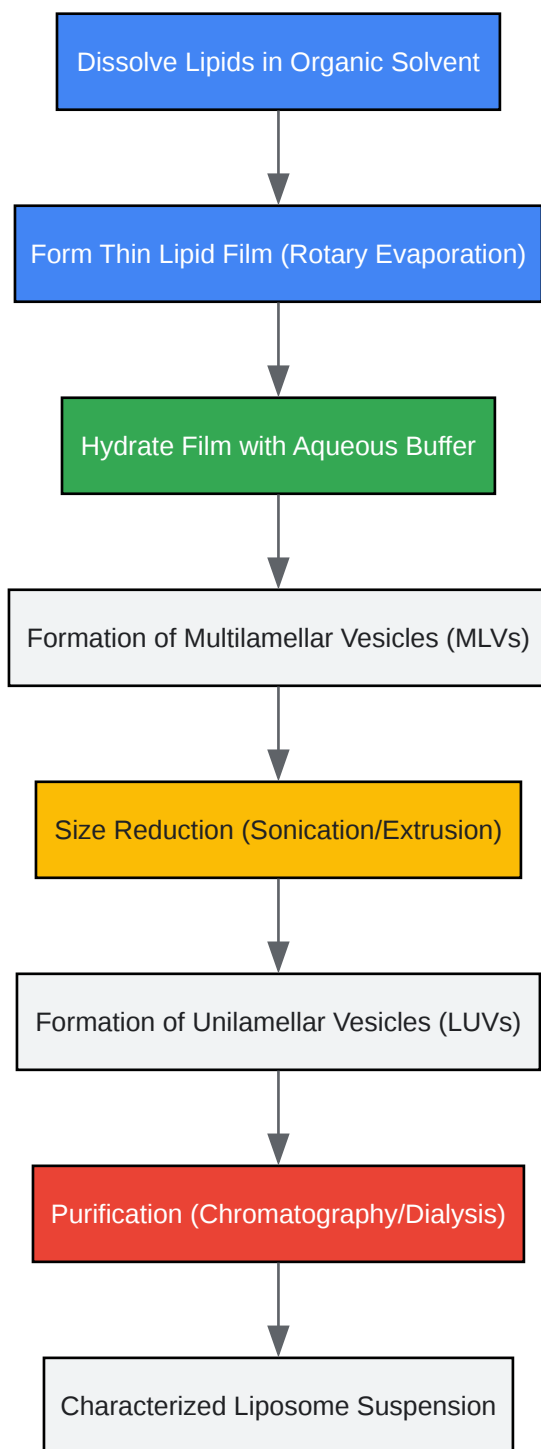 Dissolve Lipids in Organic Solvent
Form Thin Lipid Film (Rotary Evaporation)
Hydrate Film with Aqueous Buffer
Formation of Multilamellar Vesicles (MLVs)
Size Reduction (Sonication/Extrusion)
Formation of Unilamellar Vesicles (LUVs)
Purification (Chromatography/Dialysis)
Characterized Liposome Suspension